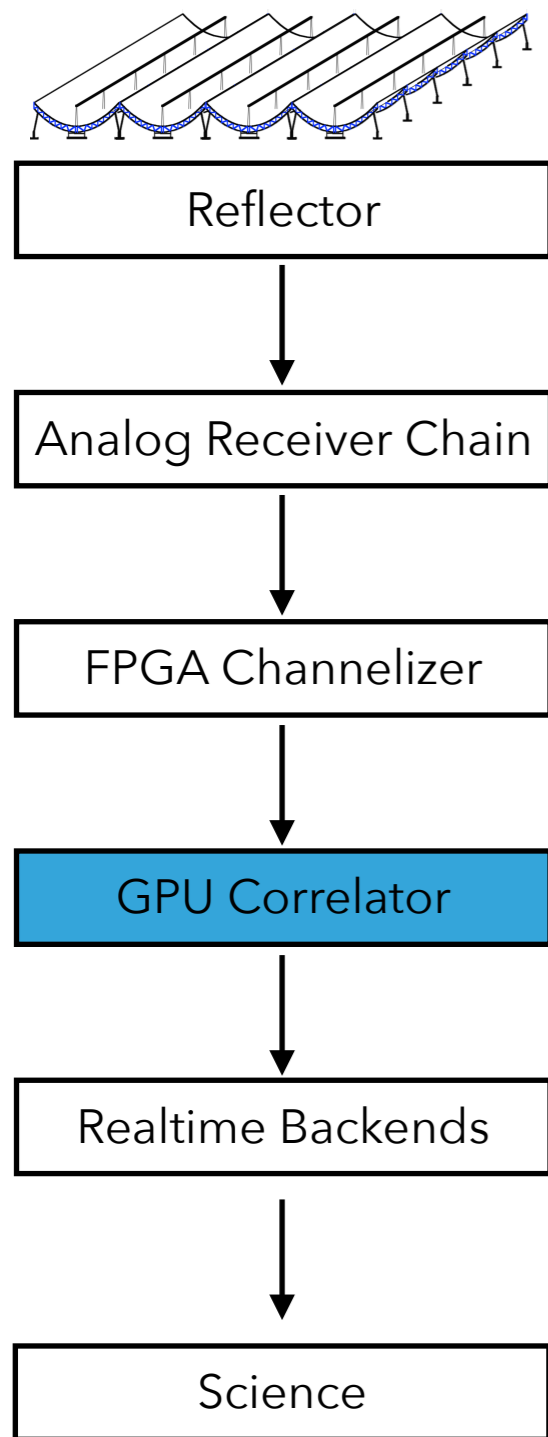 Reflector
Analog Receiver Chain
FPGA Channelizer
GPU Correlator
Realtime Backends
Science